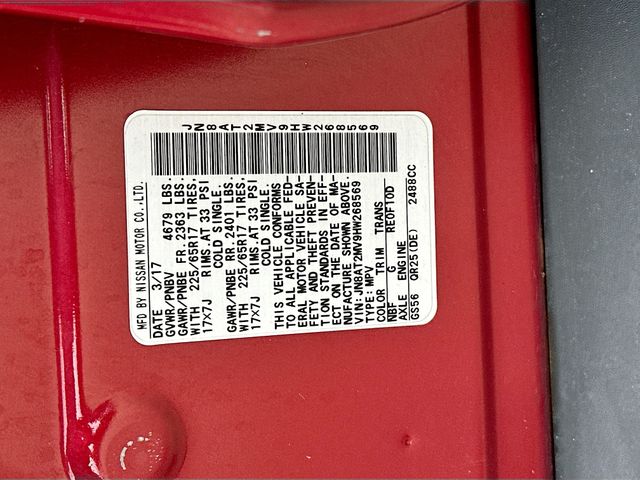 JN8AT2MV9HW268569
MFD BY NISSAN MOTOR CO.,LTD.
DATE 3/17
GVWR/PNBV 4679 LBS.
GAWR/PNBE FR. 2363 LBS.
WITH 225/65R17 TIRES,
17x7J RIMS. AT 33 PSI
COLD SINGLE.
GAWR/PNBE RR. 2401 LBS.
WITH 225/65R17 TIRES,
17x7J RIMS. AT 33 PSI
COLD SINGLE.
THIS VEHICLE CONFORMS
TO ALL APPLICABLE FED-
ERAL MOTOR VEHICLE SA-
FETY AND THEFT PREVEN-
TION STANDARDS IN EFF-
ECT ON THE DATE OF MA-
NUFACTURE SHOWN ABOVE.
VIN: JN8AT2MV9HW268569
TYPE: MPV
COLOR TRIM TRANS
NBF G RE0F10D
AXLE ENGINE
GS56 QR25(DE) 2488CC